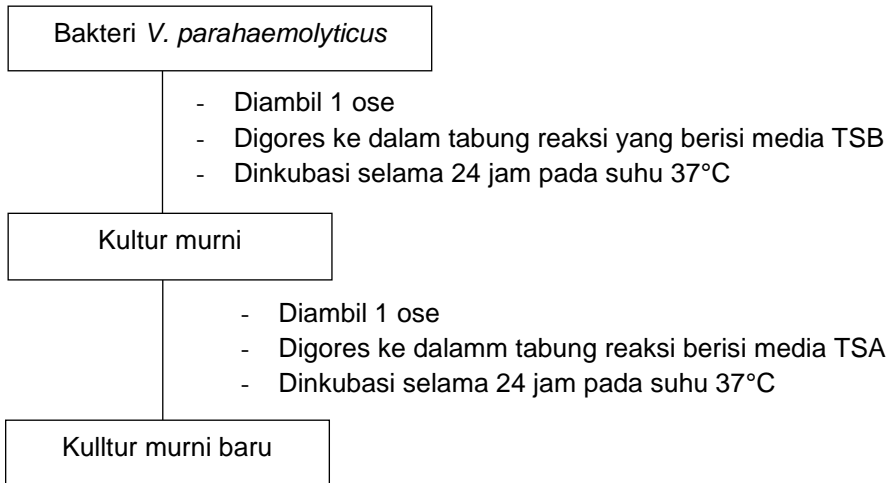 Bakteri V. parahaemolyticus
- Diambil 1 ose
- Digores ke dalam tabung reaksi yang berisi media TSB
- Dinkubasi selama 24 jam pada suhu 37°C
Kultur murni
- Diambil 1 ose
- Digores ke dalamm tabung reaksi berisi media TSA
- Dinkubasi selama 24 jam pada suhu 37°C
Kulltur murni baru